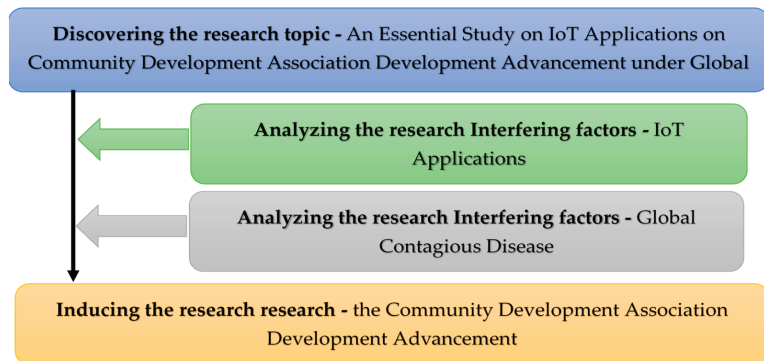 Discovering the research topic - An Essential Study on IoT Applications on
Community Development Association Development Advancement under Global
Analyzing the research Interfering factors - IoT
Applications
Analyzing the research Interfering factors - Global
Contagious Disease
Inducing the research research - the Community Development Association
Development Advancement